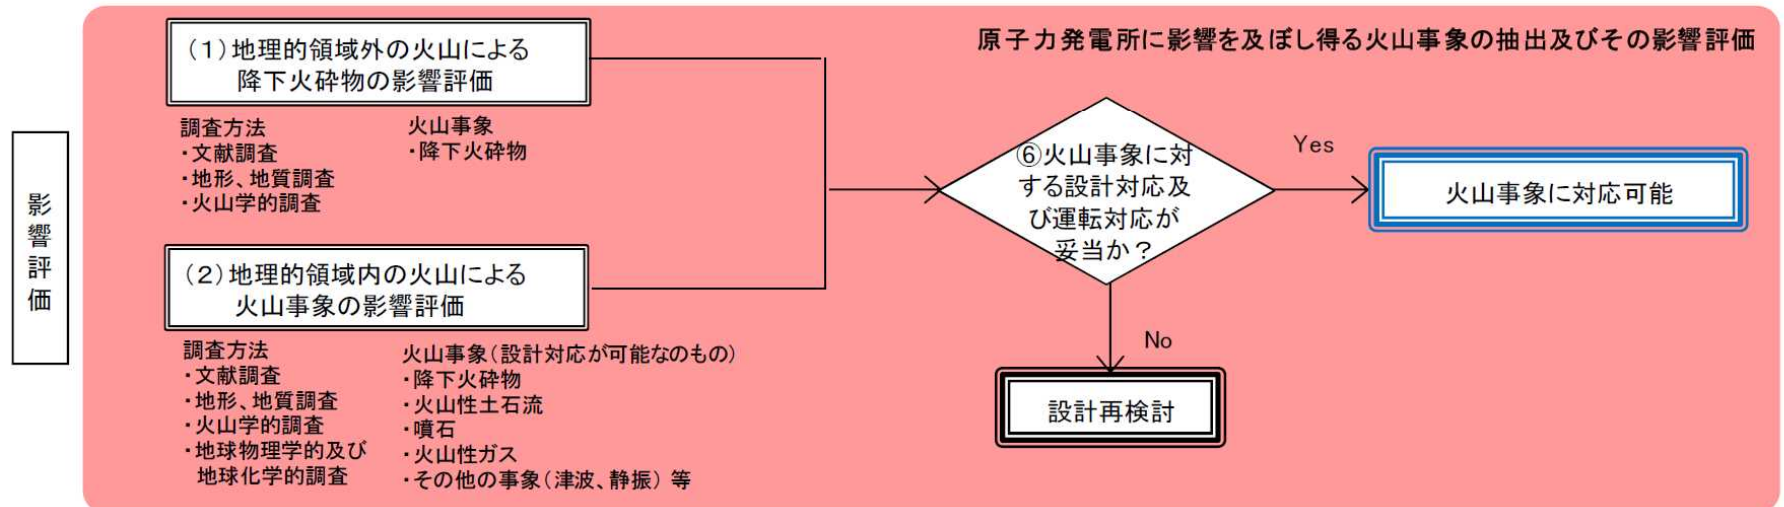 原子力発電所に影響を及ぼし得る火山事象の抽出及びその影響評価
影響評価
（1）地理的領域外の火山による
降下火砕物の影響評価
調査方法
・文献調査
・地形、地質調査
・火山学的調査
火山事象
・降下火砕物
（2）地理的領域内の火山による
火山事象の影響評価
調査方法
・文献調査
・地形、地質調査
・火山学的調査
・地球物理学的及び
地球化学的調査
火山事象（設計対応が可能なのもの）
・降下火砕物
・火山性土石流
・噴石
・火山性ガス
・その他の事象（津波、静振）等
⑥火山事象に対
する設計対応及
び運転対応が
妥当か？
Yes
火山事象に対応可能
No
設計再検討